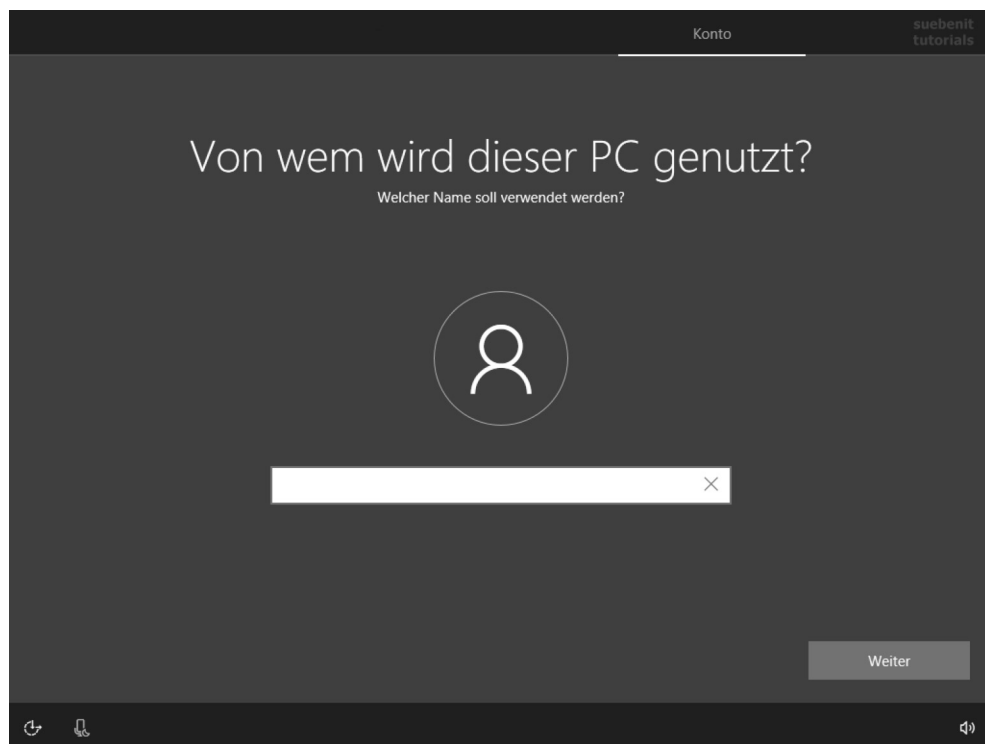 Konto
suebenit
tutorials
Von wem wird dieser PC genutzt?
Welcher Name soll verwendet werden?
Weiter